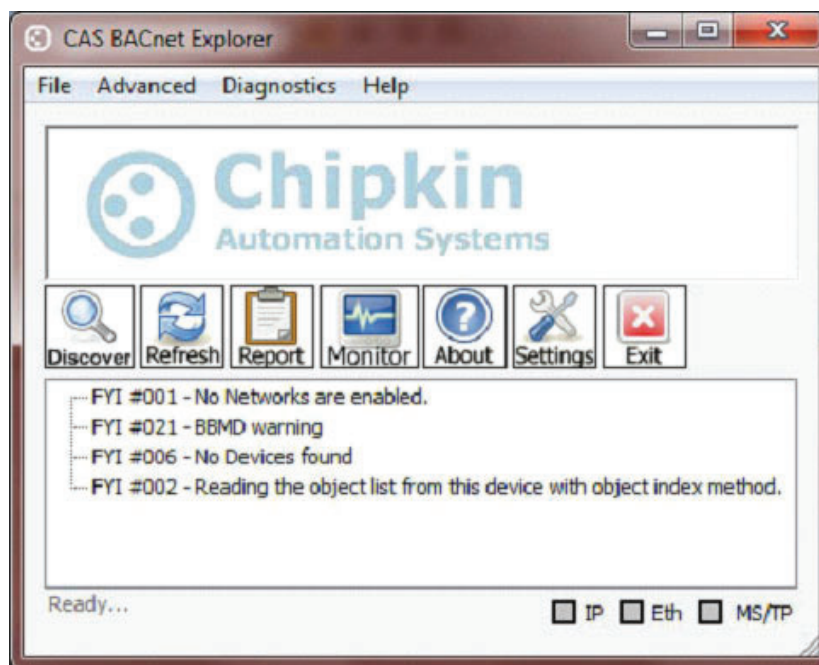 CAS BACnet Explorer
File Advanced Diagnostics Help
Chipkin
Automation Systems
Discover Refresh Report Monitor About Settings Exit
FYI #001 - No Networks are enabled.
FYI #021 - BBMD warning
FYI #006 - No Devices found
FYI #002 - Reading the object list from this device with object index method.
Ready... IP Eth MS/TP